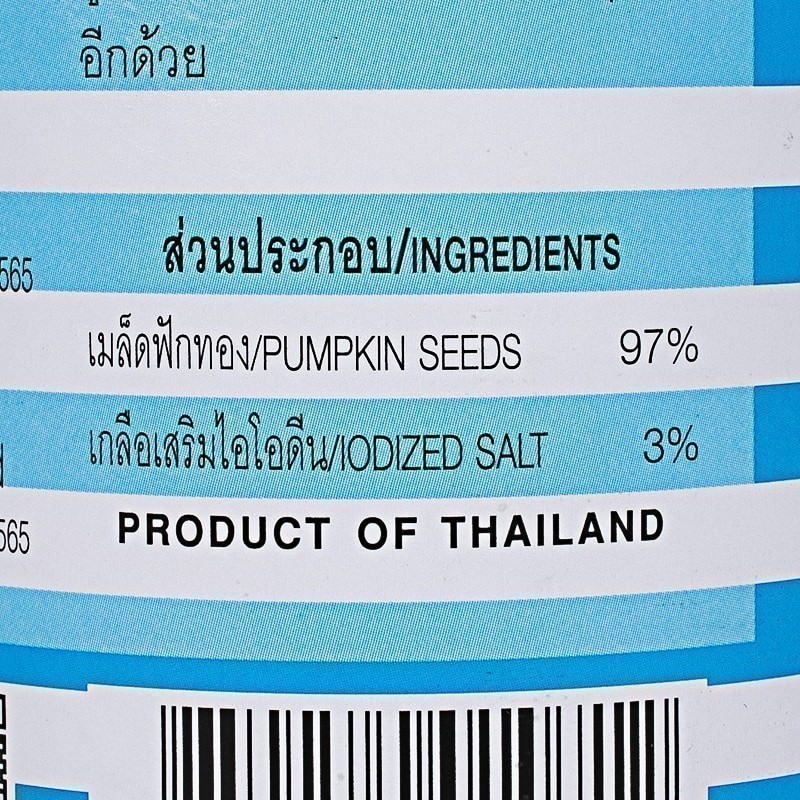 อีกด้วย
ส่วนประกอบ/INGREDIENTS
565
เมล็ดฟักทอง/PUMPKIN SEEDS 97%
เกลือเสริมไอโอดีน/IODIZED SALT 3%
565
PRODUCT OF THAILAND